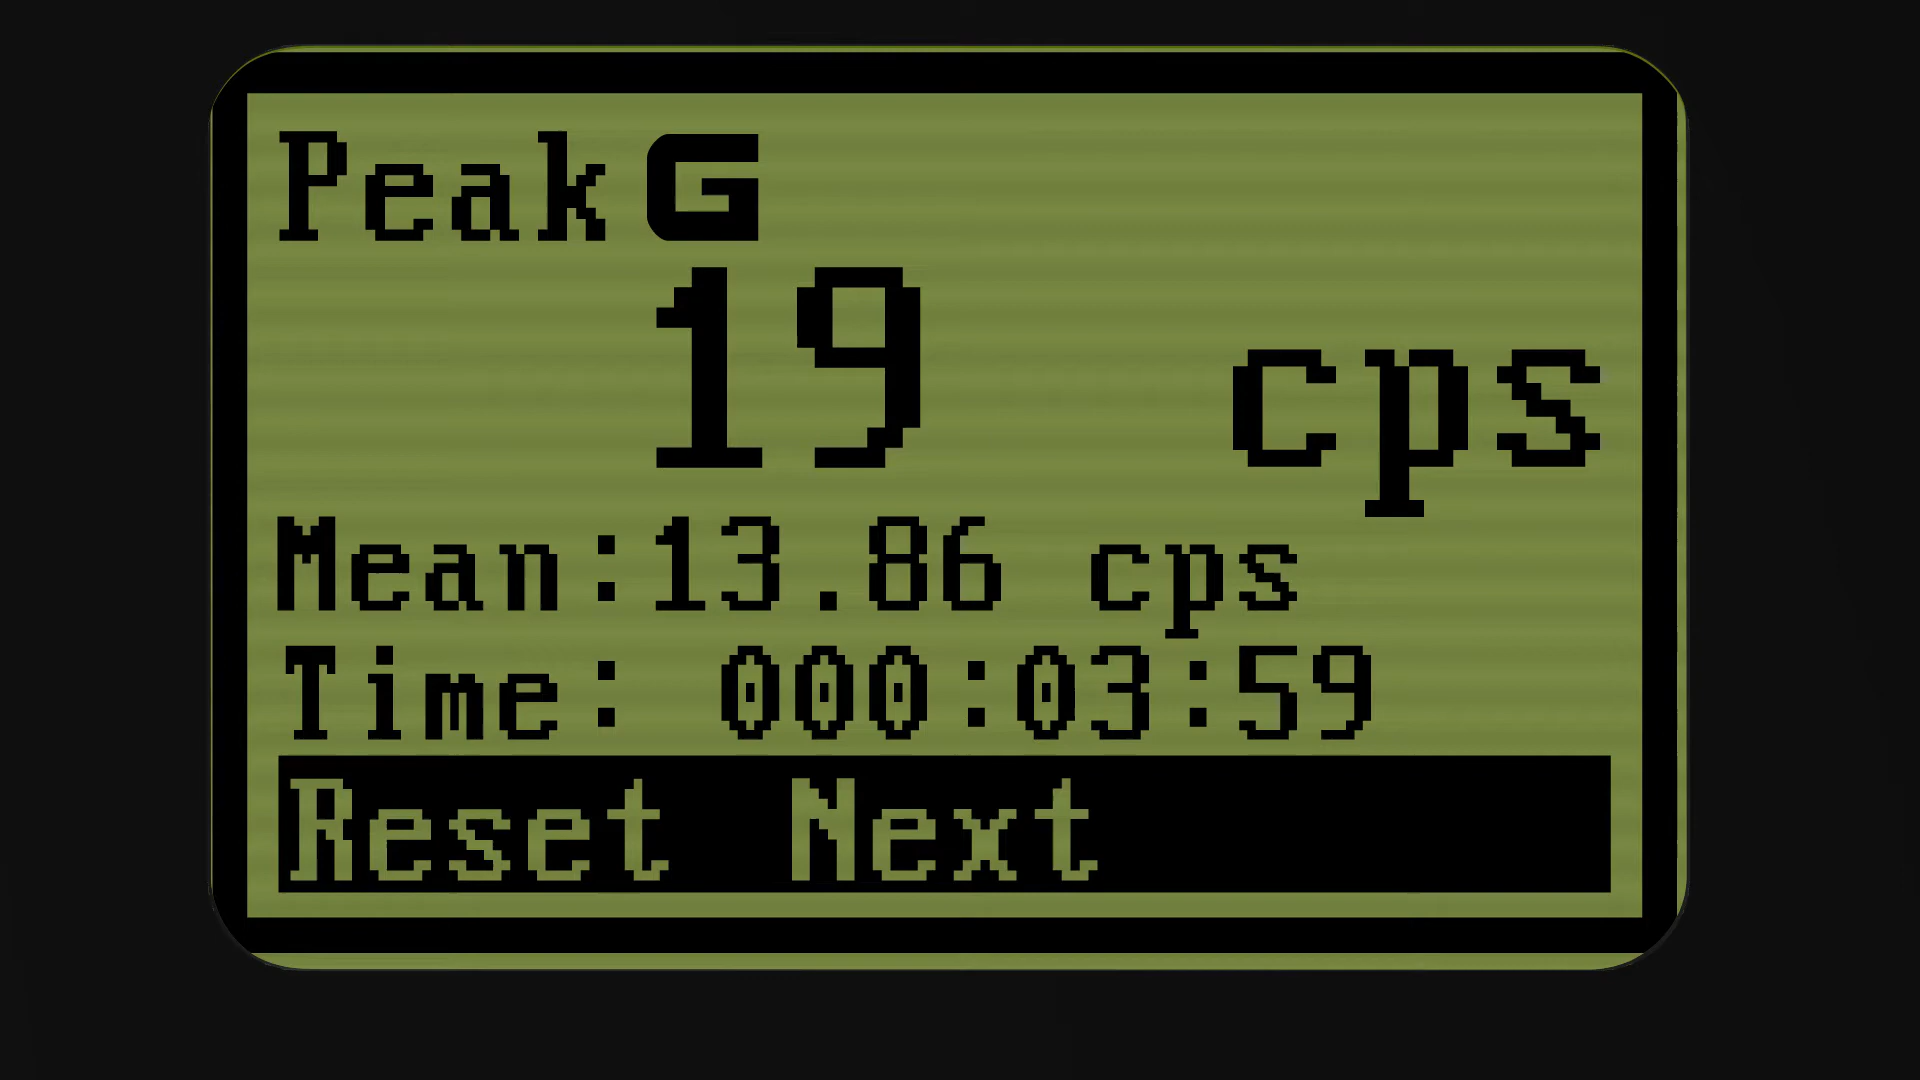 Peak G
19 cps
Mean:13.86 cps
Time: 000:03:59
Reset Next